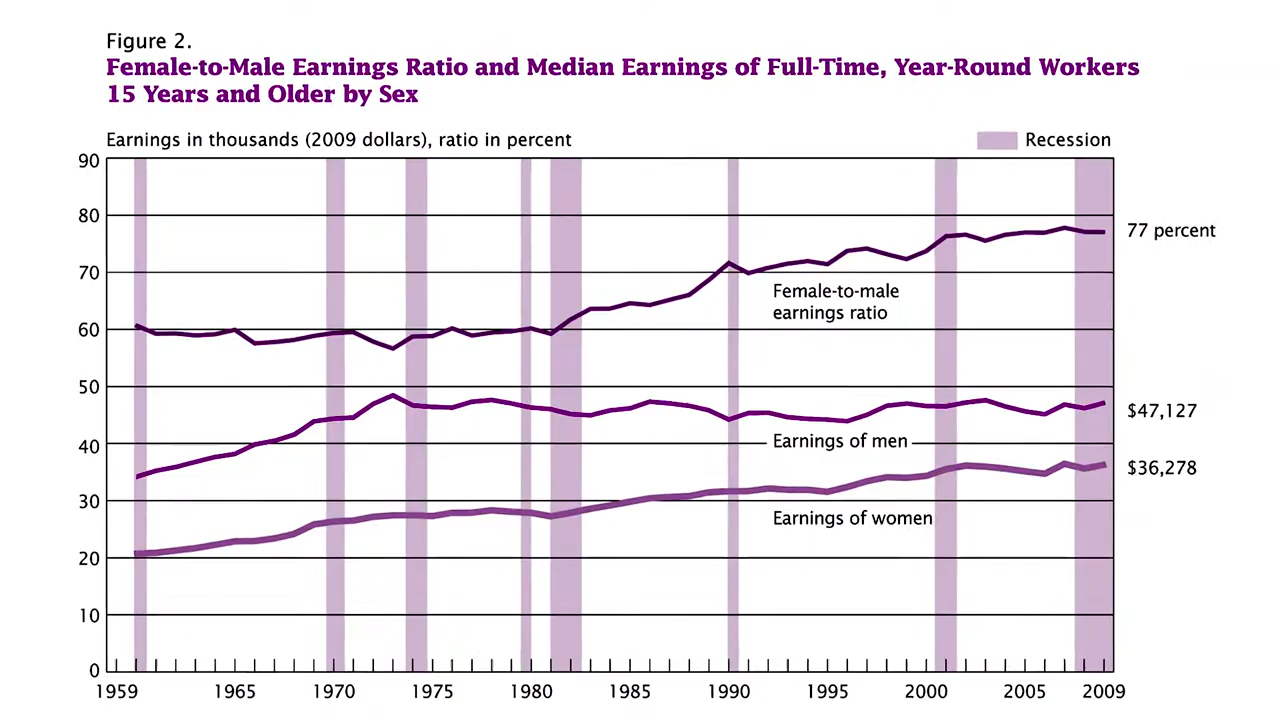 Figure 2.
Female-to-Male Earnings Ratio and Median Earnings of Full-Time, Year-Round Workers
15 Years and Older by Sex
Earnings in thousands (2009 dollars), ratio in percent
Recession
90
80
77 percent
70
Female-to-male
earnings ratio
60
50
$47,127
40
Earnings of men
$36,278
30
Earnings of women
20
10
0
1959 1965 1970 1975 1980 1985 1990 1995 2000 2005 2009